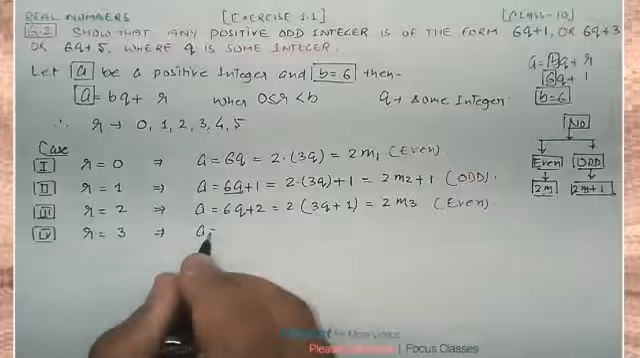 REAL NUMBERS [EXERCISE 1.1] [CLASS-10]
Q.2 SHOW THAT ANY POSITIVE ODD INTEGER IS OF THE FORM 6q+1, OR 6q+3
OR 6q+5, WHERE q IS SOME INTEGER.
Let a be a positive Integer and b=6 then-
a = bq + r when 0≤r<b q → some Integer
∴ r → 0, 1, 2, 3, 4, 5
Case
I r = 0 ⇒ a = 6q = 2·(3q) = 2m1 (Even)
II r = 1 ⇒ a = 6q+1 = 2·(3q)+1 = 2m2+1 (ODD).
III r = 2 ⇒ a = 6q+2 = 2(3q+1) = 2m3 (Even).
IV r = 3 ⇒ a=
a = bq + r
6q + 1
b=6
NO
Even ODD
2m 2m+1
for More Videos
Please | Focus Classes